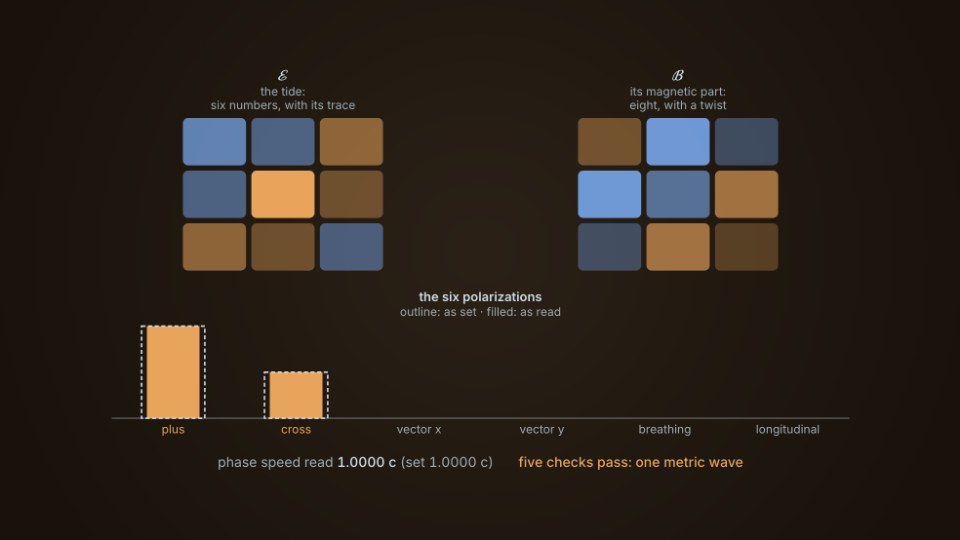 ℰ
the tide:
six numbers, with its trace
ℬ
its magnetic part:
eight, with a twist
the six polarizations
outline: as set · filled: as read
plus
cross
vector x
vector y
breathing
longitudinal
phase speed read 1.0000 c (set 1.0000 c)
five checks pass: one metric wave